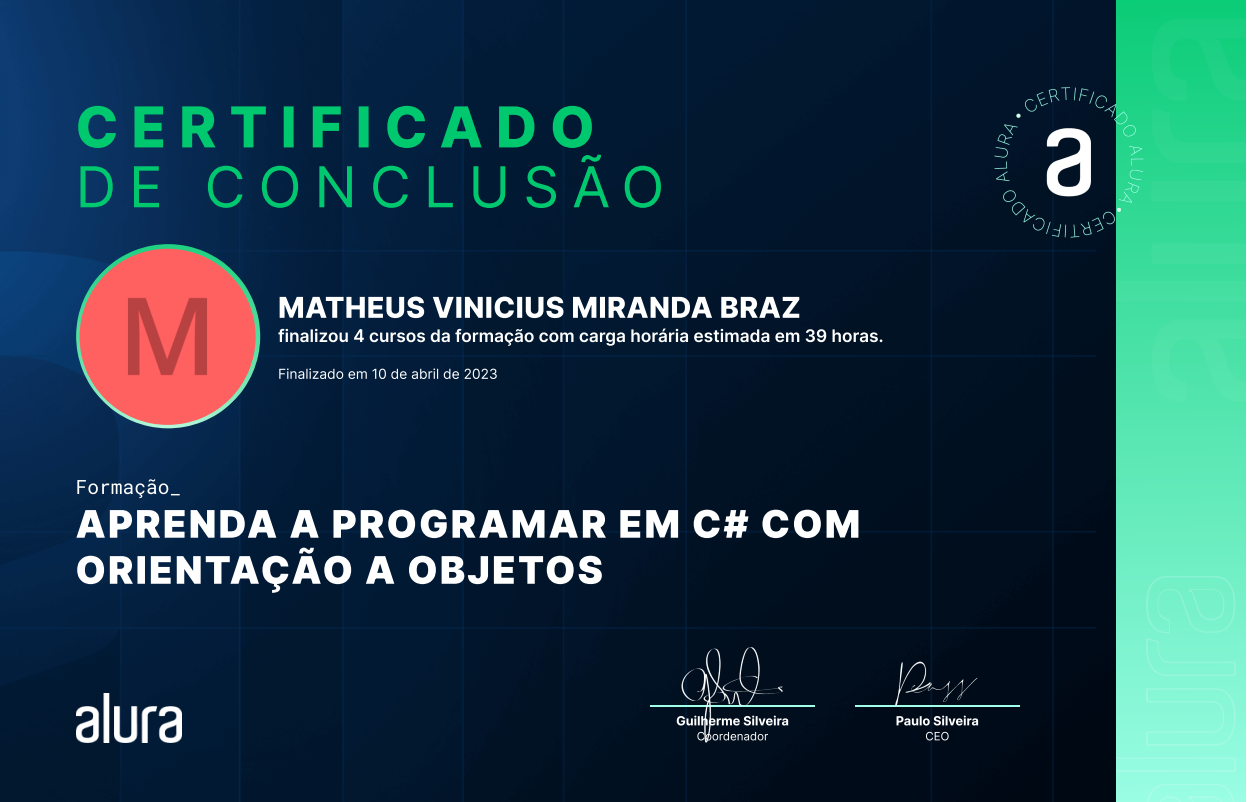 CERTIFICADO
DE CONCLUSÃO
CERTIFICADO ALURA • CERTIFICADO ALURA •
a
M
MATHEUS VINICIUS MIRANDA BRAZ
finalizou 4 cursos da formação com carga horária estimada em 39 horas.
Finalizado em 10 de abril de 2023
Formação_
APRENDA A PROGRAMAR EM C# COM
ORIENTAÇÃO A OBJETOS
alura
Guilherme Silveira
Coordenador
Paulo Silveira
CEO
alura
alura